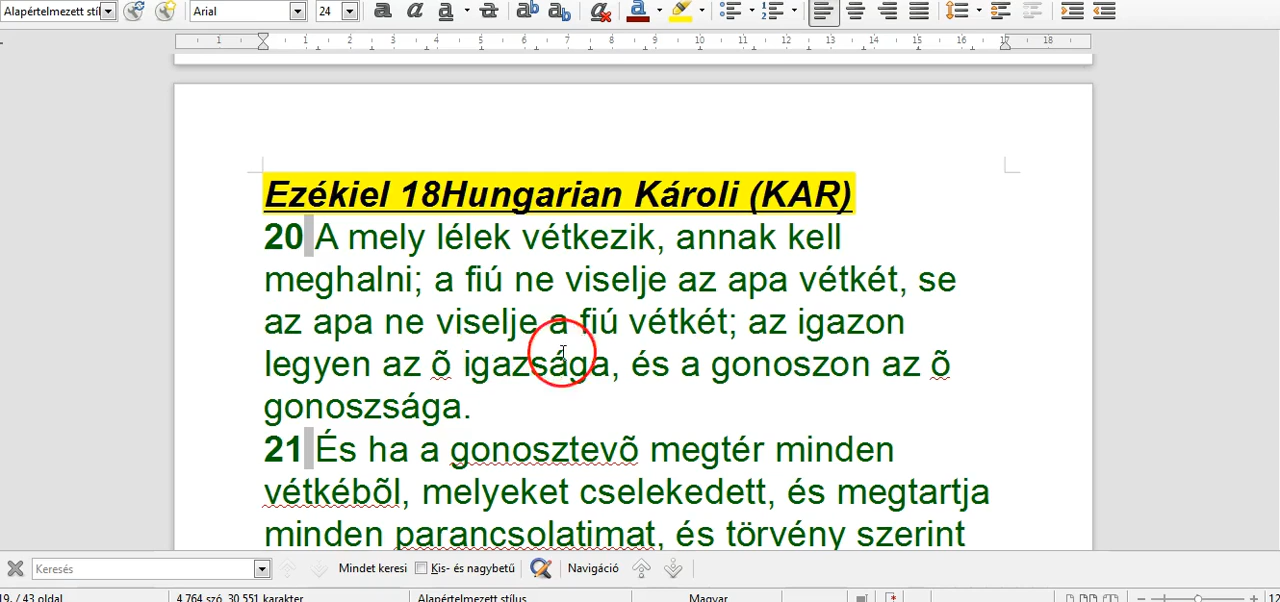 Alapértelmezett stíl Arial 24
1 1 2 3 4 5 6 7 8 9 10 11 12 13 14 15 16 17 18
Ezékiel 18Hungarian Károli (KAR)
20 A mely lélek vétkezik, annak kell
meghalni; a fiú ne viselje az apa vétkét, se
az apa ne viselje a fiú vétkét; az igazon
legyen az õ igazsága, és a gonoszon az õ
gonoszsága.
21 És ha a gonosztevõ megtér minden
vétkébõl, melyeket cselekedett, és megtartja
minden parancsolatimat, és törvény szerint
Keresés Mindet keresi Kis- és nagybetű Navigáció
19. / 43 oldal 4 764 szó, 30 551 karakter Alapértelmezett stílus Magyar 12